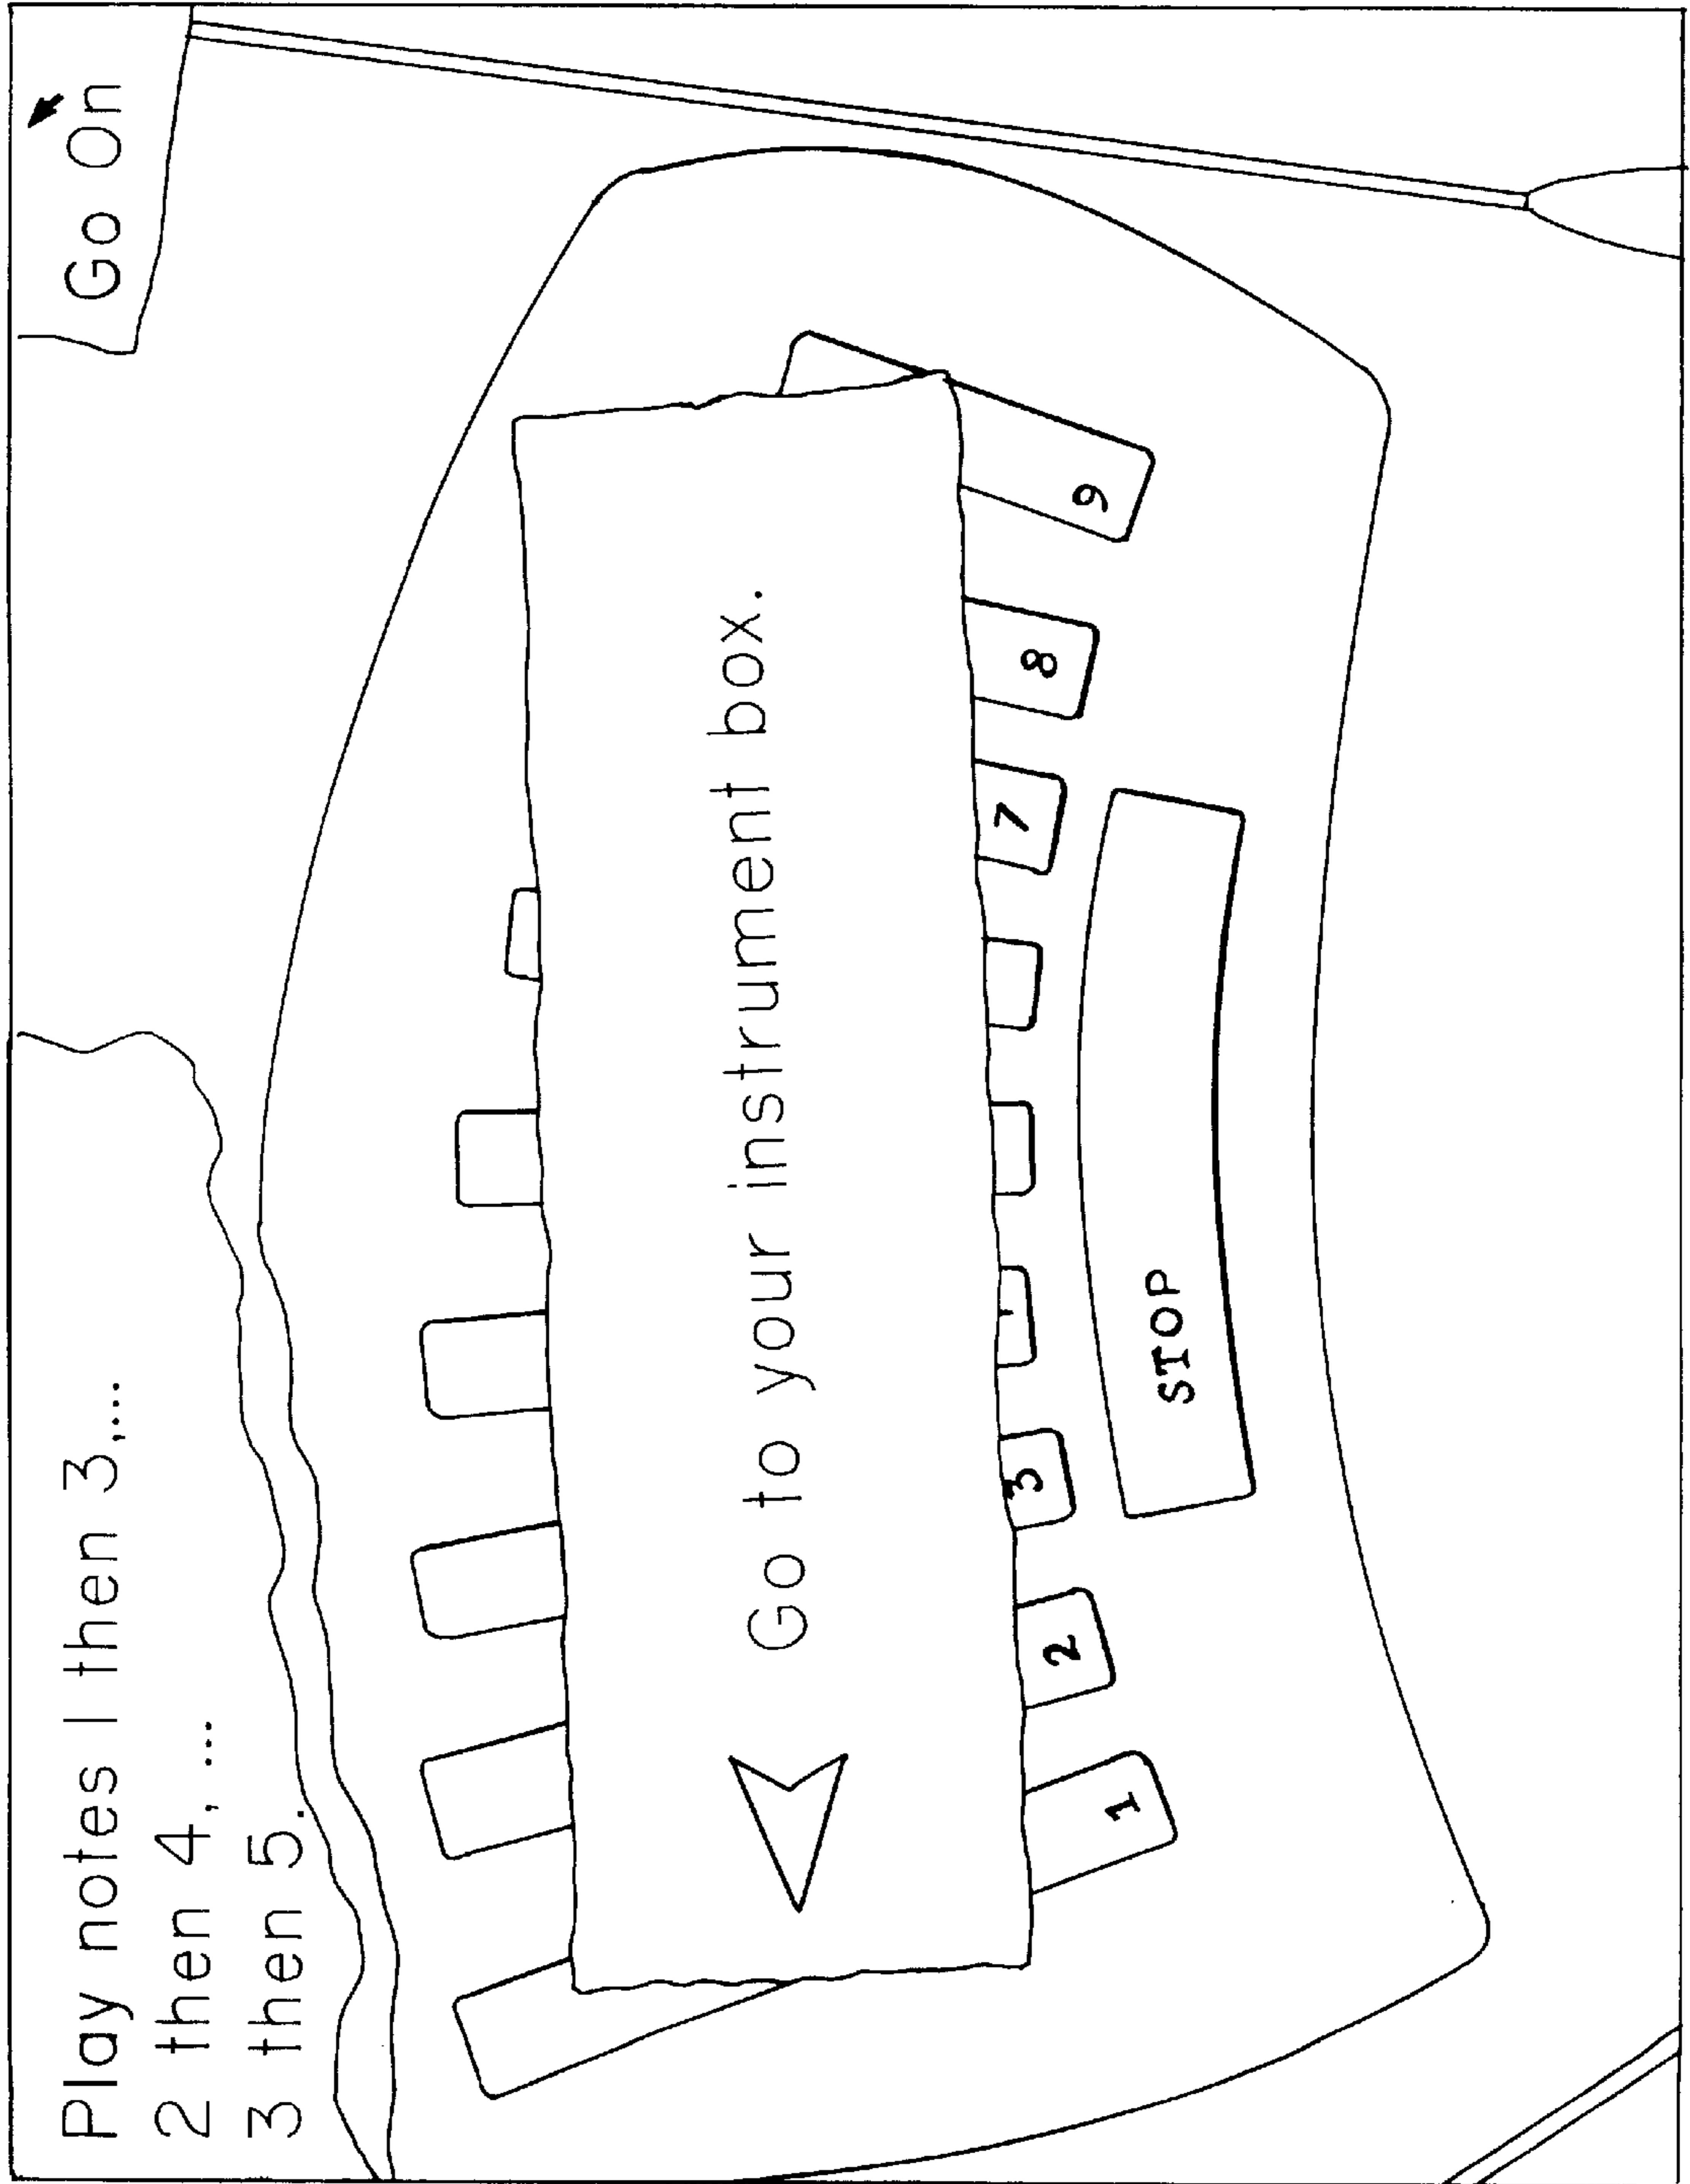 Play notes 1 then 3,...
2 then 4, ...
3 then 5.
Go On
Go to your instrument box.
1
2
3
7
8
9
STOP